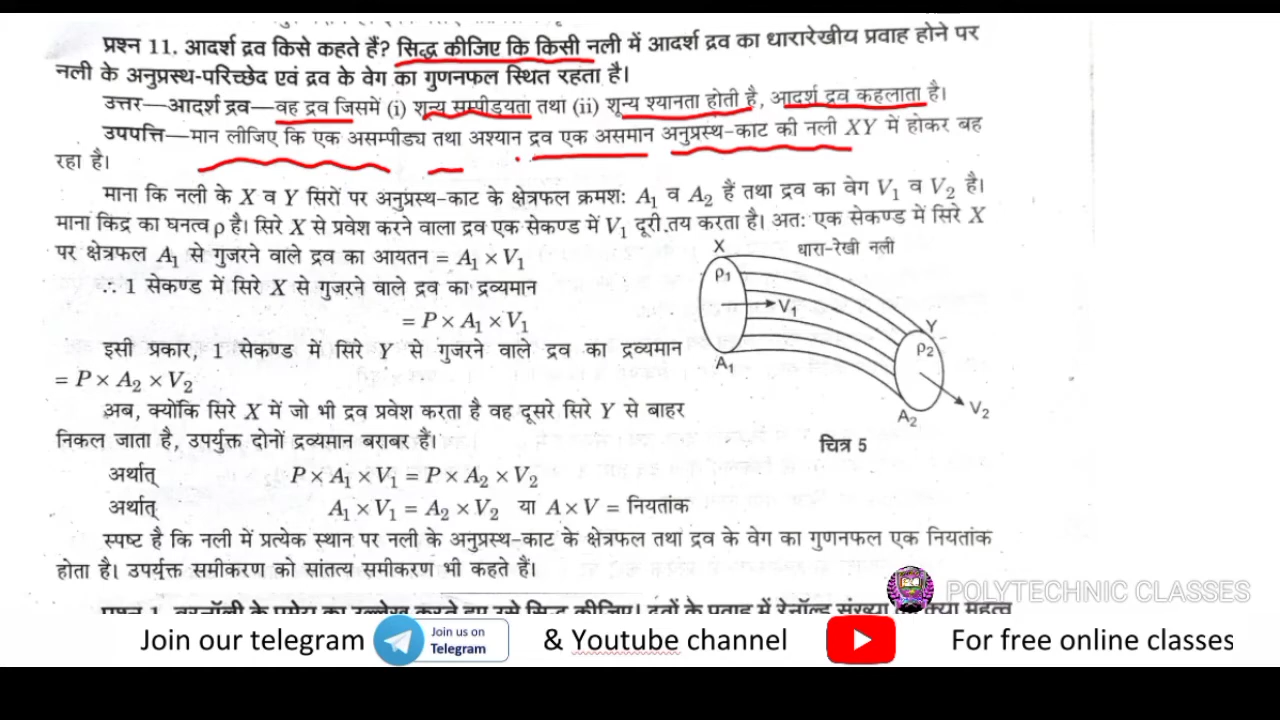 प्रश्न 11. आदर्श द्रव किसे कहते हैं? सिद्ध कीजिए कि किसी नली में आदर्श द्रव का धारारेखीय प्रवाह होने पर
नली के अनुप्रस्थ-परिच्छेद एवं द्रव के वेग का गुणनफल स्थित रहता है।
उत्तर—आदर्श द्रव—वह द्रव जिसमें (i) शून्य सम्पीड्यता तथा (ii) शून्य श्यानता होती है, आदर्श द्रव कहलाता है।
उपपत्ति—मान लीजिए कि एक असम्पीड्य तथा अश्यान द्रव एक असमान अनुप्रस्थ-काट की नली XY में होकर बह
रहा है।
माना कि नली के X व Y सिरों पर अनुप्रस्थ-काट के क्षेत्रफल क्रमशः A₁ व A₂ हैं तथा द्रव का वेग V₁ व V₂ है।
माना किद्र का घनत्व ρ है। सिरे X से प्रवेश करने वाला द्रव एक सेकण्ड में V₁ दूरी तय करता है। अतः एक सेकण्ड में सिरे X
पर क्षेत्रफल A₁ से गुजरने वाले द्रव का आयतन = A₁ × V₁
∴ 1 सेकण्ड में सिरे X से गुजरने वाले द्रव का द्रव्यमान
= P × A₁ × V₁
इसी प्रकार, 1 सेकण्ड में सिरे Y से गुजरने वाले द्रव का द्रव्यमान
= P × A₂ × V₂
अब, क्योंकि सिरे X में जो भी द्रव प्रवेश करता है वह दूसरे सिरे Y से बाहर
निकल जाता है, उपर्युक्त दोनों द्रव्यमान बराबर हैं।
अर्थात् P × A₁ × V₁ = P × A₂ × V₂
अर्थात् A₁ × V₁ = A₂ × V₂ या A × V = नियतांक
X धारा-रेखी नली
ρ₁
V₁
Y
ρ₂
A₁
V₂
A₂
चित्र 5
स्पष्ट है कि नली में प्रत्येक स्थान पर नली के अनुप्रस्थ-काट के क्षेत्रफल तथा द्रव के वेग का गुणनफल एक नियतांक
होता है। उपर्युक्त समीकरण को सांतत्य समीकरण भी कहते हैं।
POLYTECHNIC CLASSES
Join our telegram Join us on Telegram & Youtube channel For free online classes